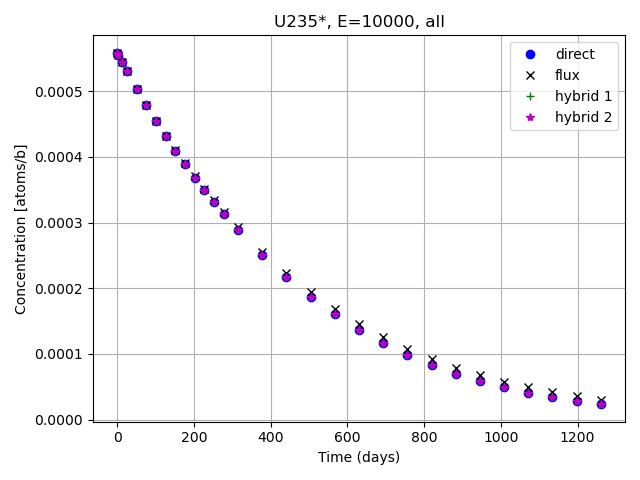 U235*, E=10000, all
direct
flux
hybrid 1
hybrid 2
0.0005
0.0004
0.0003
0.0002
0.0001
0.0000
Concentration [atoms/b]
0 200 400 600 800 1000 1200
Time (days)